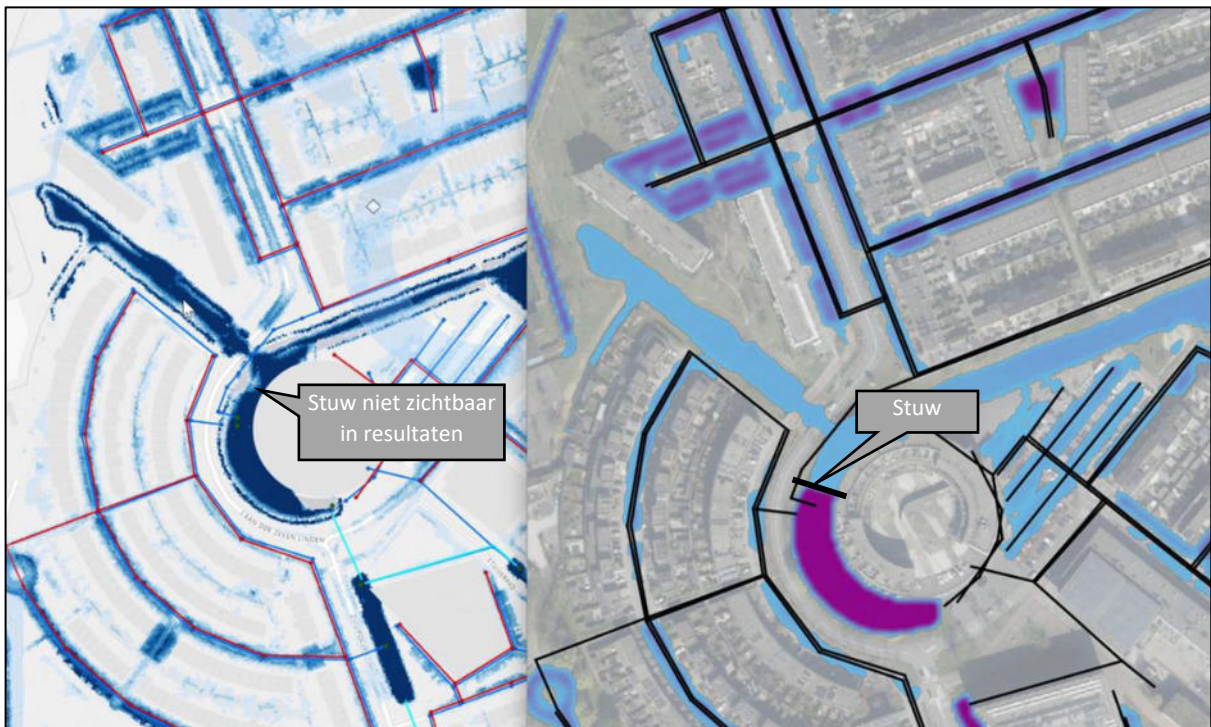 Stuw niet zichtbaar
in resultaten
Stuw
LAAN DER ZEVEN LINDEN